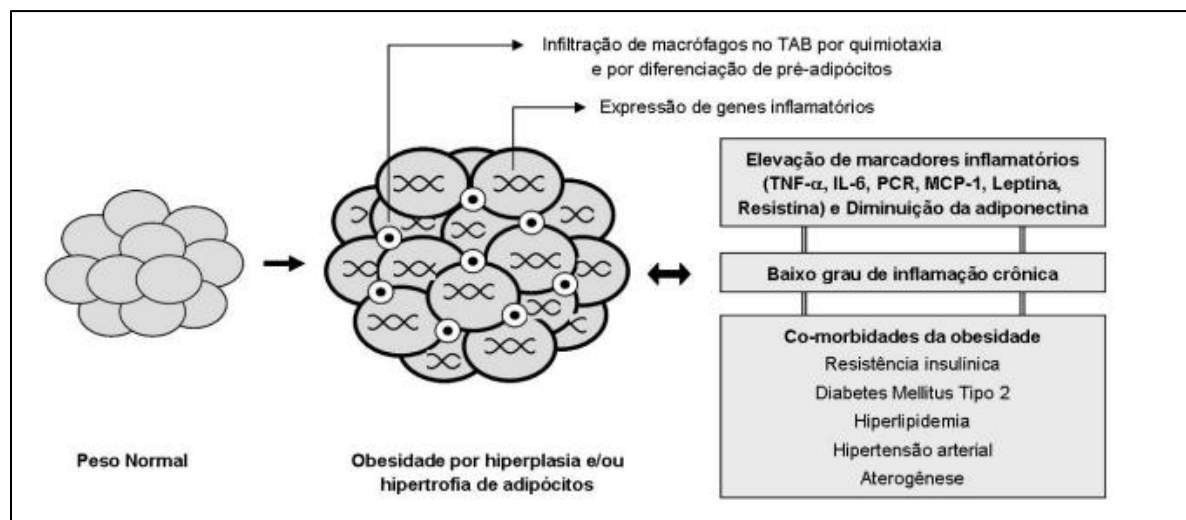 Infiltração de macrófagos no TAB por quimiotaxia
e por diferenciação de pré-adipócitos
Expressão de genes inflamatórios
Elevação de marcadores inflamatórios
(TNF-α, IL-6, PCR, MCP-1, Leptina,
Resistina) e Diminuição da adiponectina
Baixo grau de inflamação crônica
Co-morbidades da obesidade
Resistência insulínica
Diabetes Mellitus Tipo 2
Hiperlipidemia
Hipertensão arterial
Aterogênese
Peso Normal
Obesidade por hiperplasia e/ou
hipertrofia de adipócitos